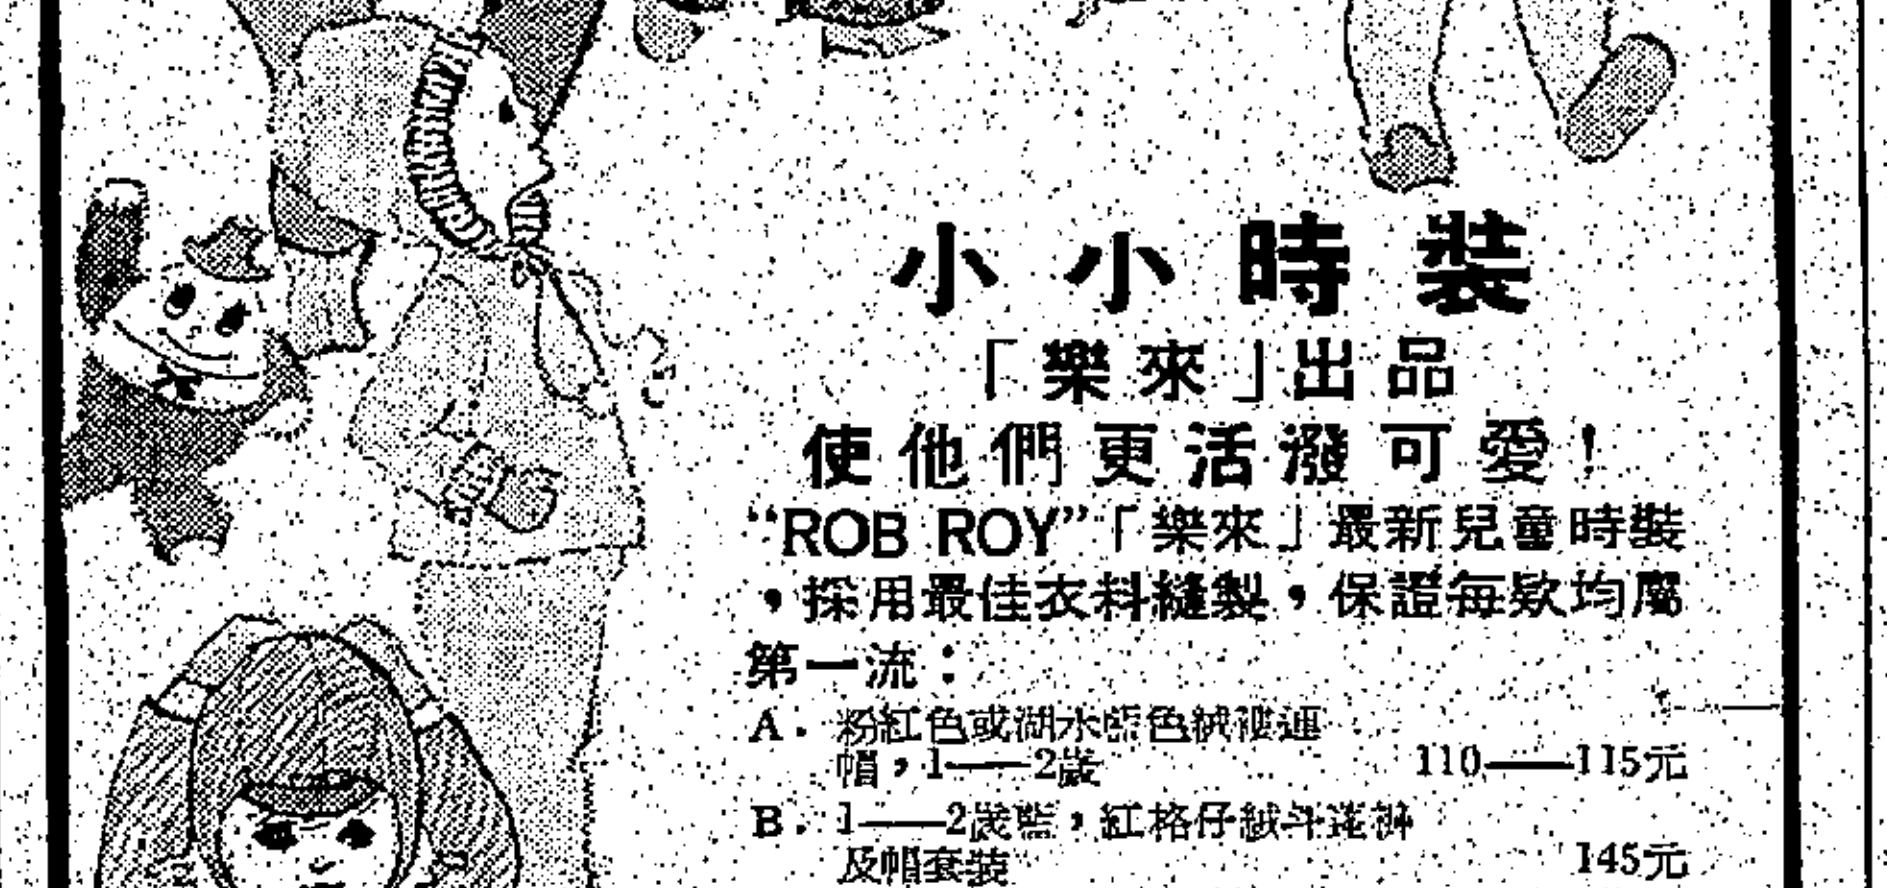 小小時裝
「樂來」出品
使他們更活潑可愛！
“ROB ROY”「樂來」最新兒童時裝
，採用最佳衣料縫製，保證每欵均屬
第一流：
A. 粉紅色或湖水藍色絨褸連
帽，1——2歲
110——115元
B. 1——2歲藍，紅格仔絨斗篷褲
及帽套裝
145元